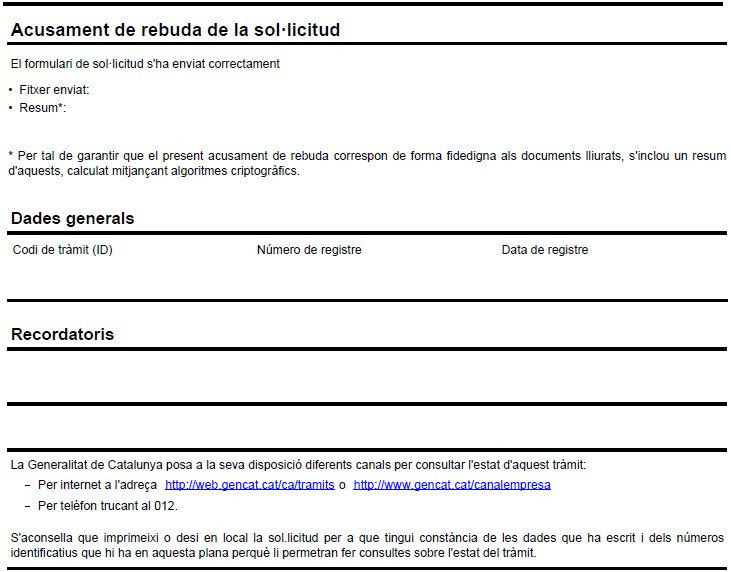 Acusament de rebuda de la sol·licitud
El formulari de sol·licitud s'ha enviat correctament
• Fitxer enviat:
• Resum*:
* Per tal de garantir que el present acusament de rebuda correspon de forma fidedigna als documents lliurats, s'inclou un resum
d'aquests, calculat mitjançant algoritmes criptogràfics.
Dades generals
Codi de tràmit (ID) Número de registre Data de registre
Recordatoris
La Generalitat de Catalunya posa a la seva disposició diferents canals per consultar l'estat d'aquest tràmit:
– Per internet a l'adreça http://web.gencat.cat/ca/tramits o http://www.gencat.cat/canalempresa
– Per telèfon trucant al 012.
S'aconsella que imprimeixi o desi en local la sol.licitud per a que tingui constància de les dades que ha escrit i dels números
identificatius que hi ha en aquesta plana perquè li permetran fer consultes sobre l'estat del tràmit.